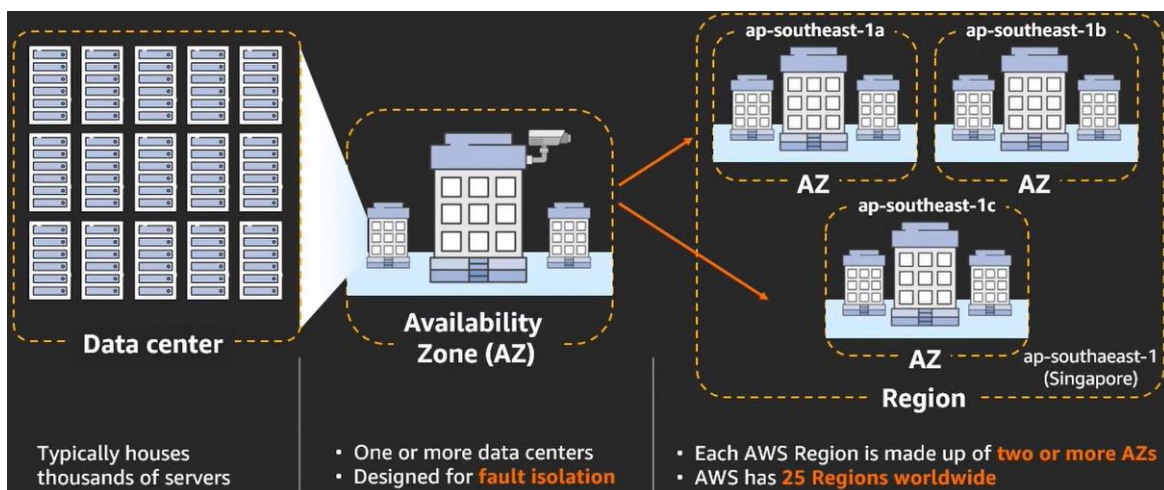 Data center
Typically houses
thousands of servers
Availability
Zone (AZ)
• One or more data centers
• Designed for fault isolation
ap-southeast-1a
AZ
ap-southeast-1b
AZ
ap-southeast-1c
AZ
ap-southaeast-1
(Singapore)
Region
• Each AWS Region is made up of two or more AZs
• AWS has 25 Regions worldwide